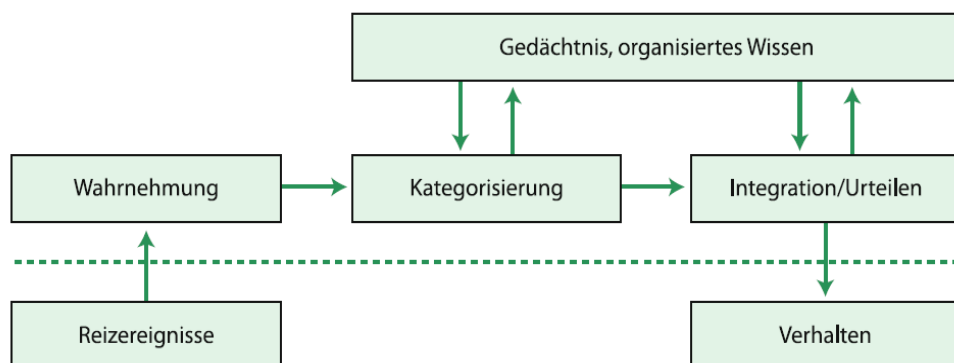 Gedächtnis, organisiertes Wissen
Wahrnehmung
Kategorisierung
Integration/Urteilen
Reizereignisse
Verhalten